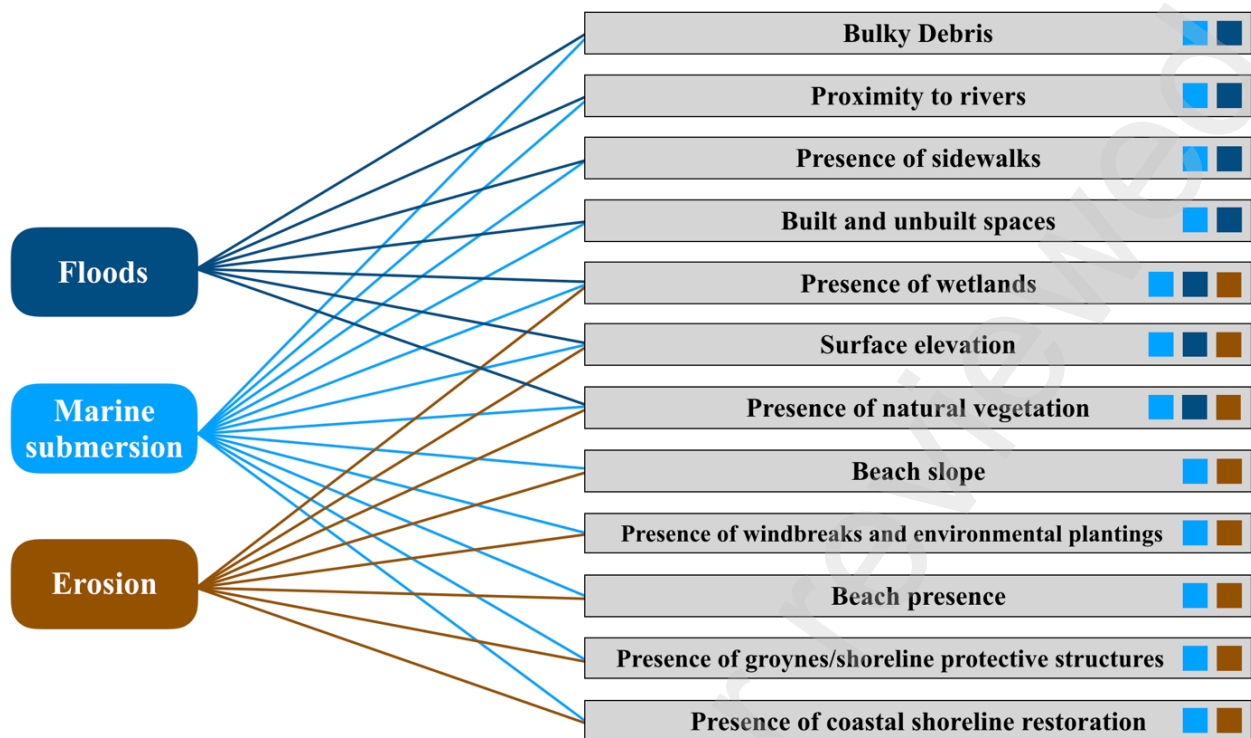 Bulky Debris
Proximity to rivers
Presence of sidewalks
Built and unbuilt spaces
Floods
Presence of wetlands
Surface elevation
Marine
submersion
Presence of natural vegetation
Beach slope
Presence of windbreaks and environmental plantings
Erosion
Beach presence
Presence of groynes/shoreline protective structures
Presence of coastal shoreline restoration
reviewed